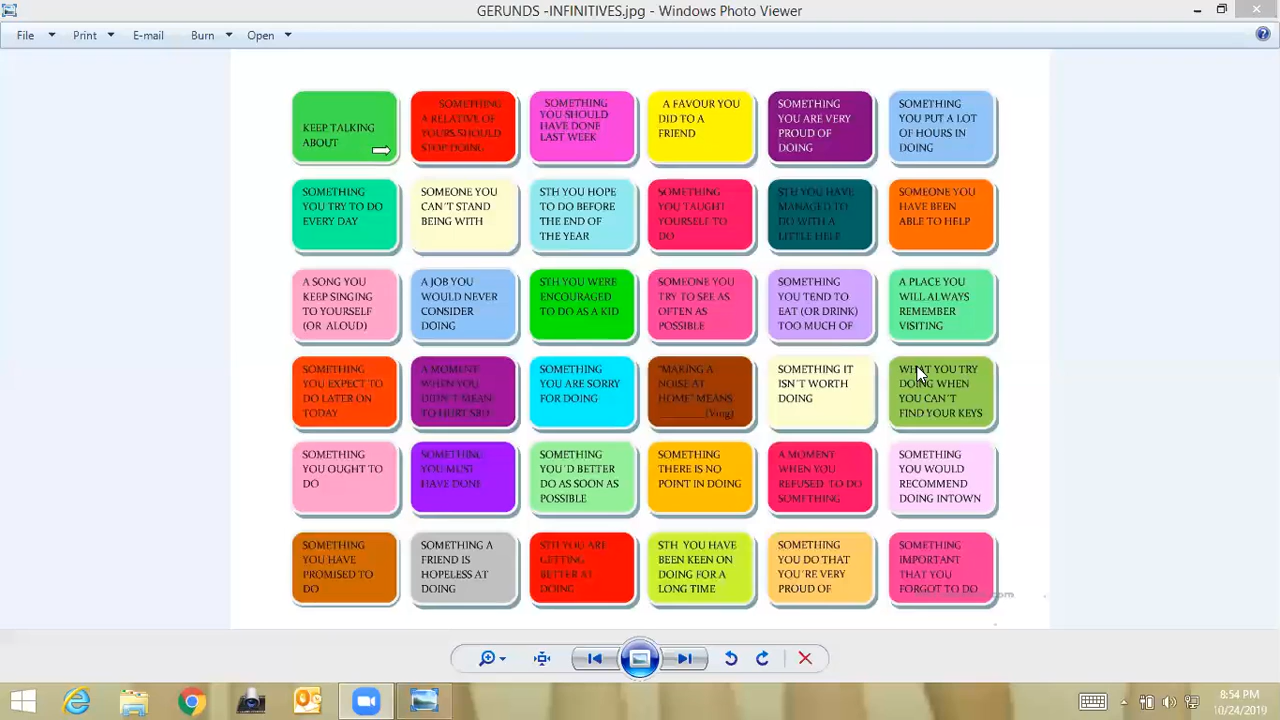 GERUNDS -INFINITIVES.jpg - Windows Photo Viewer
File Print E-mail Burn Open
KEEP TALKING
ABOUT
SOMETHING
A RELATIVE OF
YOURS SHOULD
STOP DOING
SOMETHING
YOU SHOULD
HAVE DONE
LAST WEEK
A FAVOUR YOU
DID TO A
FRIEND
SOMETHING
YOU ARE VERY
PROUD OF
DOING
SOMETHING
YOU PUT A LOT
OF HOURS IN
DOING
SOMETHING
YOU TRY TO DO
EVERY DAY
SOMEONE YOU
CAN´T STAND
BEING WITH
STH YOU HOPE
TO DO BEFORE
THE END OF
THE YEAR
SOMETHING
YOU TAUGHT
YOURSELF TO
DO
STH YOU HAVE
MANAGED TO
DO WITH A
LITTLE HELP
SOMEONE YOU
HAVE BEEN
ABLE TO HELP
A SONG YOU
KEEP SINGING
TO YOURSELF
(OR ALOUD)
A JOB YOU
WOULD NEVER
CONSIDER
DOING
STH YOU WERE
ENCOURAGED
TO DO AS A KID
SOMEONE YOU
TRY TO SEE AS
OFTEN AS
POSSIBLE
SOMETHING
YOU TEND TO
EAT (OR DRINK)
TOO MUCH OF
A PLACE YOU
WILL ALWAYS
REMEMBER
VISITING
SOMETHING
YOU EXPECT TO
DO LATER ON
TODAY
A MOMENT
WHEN YOU
DIDN´T MEAN
TO HURT SBD
SOMETHING
YOU ARE SORRY
FOR DOING
"MAKING A
NOISE AT
HOME" MEANS
_______(Ving)
SOMETHING IT
ISN´T WORTH
DOING
WHAT YOU TRY
DOING WHEN
YOU CAN´T
FIND YOUR KEYS
SOMETHING
YOU OUGHT TO
DO
SOMETHING
YOU MUST
HAVE DONE
SOMETHING
YOU´D BETTER
DO AS SOON AS
POSSIBLE
SOMETHING
THERE IS NO
POINT IN DOING
A MOMENT
WHEN YOU
REFUSED TO DO
SOMETHING
SOMETHING
YOU WOULD
RECOMMEND
DOING INTOWN
SOMETHING
YOU HAVE
PROMISED TO
DO
SOMETHING A
FRIEND IS
HOPELESS AT
DOING
STH YOU ARE
GETTING
BETTER AT
DOING
STH YOU HAVE
BEEN KEEN ON
DOING FOR A
LONG TIME
SOMETHING
YOU DO THAT
YOU´RE VERY
PROUD OF
SOMETHING
IMPORTANT
THAT YOU
FORGOT TO DO
8:54 PM
10/24/2019